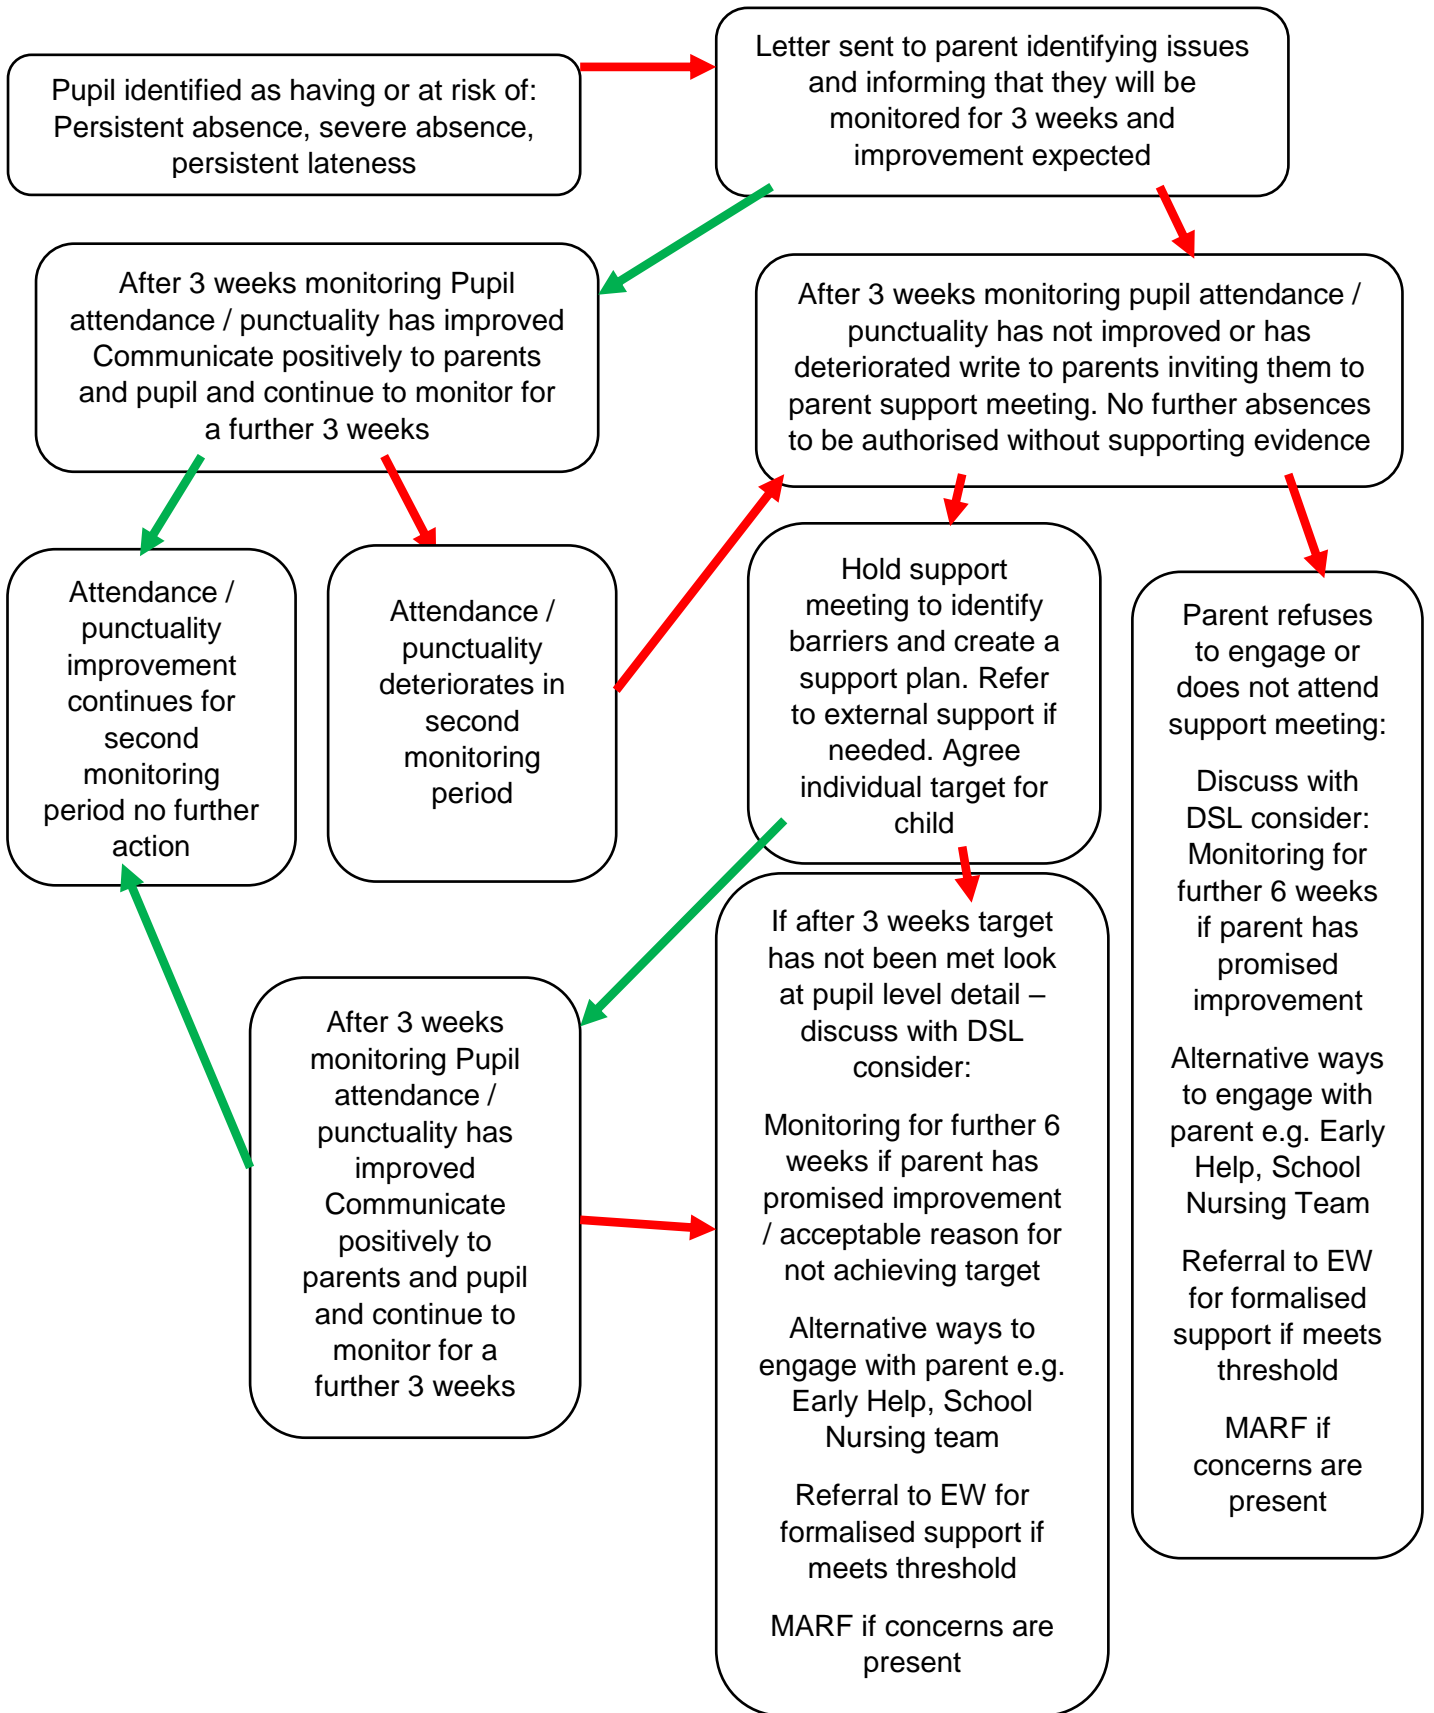 Pupil identified as having or at risk of:
Persistent absence, severe absence,
persistent lateness
Letter sent to parent identifying issues
and informing that they will be
monitored for 3 weeks and
improvement expected
After 3 weeks monitoring Pupil
attendance / punctuality has improved
Communicate positively to parents
and pupil and continue to monitor for
a further 3 weeks
After 3 weeks monitoring pupil attendance /
punctuality has not improved or has
deteriorated write to parents inviting them to
parent support meeting. No further absences
to be authorised without supporting evidence
Attendance /
punctuality
improvement
continues for
second
monitoring
period no further
action
Attendance /
punctuality
deteriorates in
second
monitoring
period
Hold support
meeting to identify
barriers and create a
support plan. Refer
to external support if
needed. Agree
individual target for
child
Parent refuses
to engage or
does not attend
support meeting:
Discuss with
DSL consider:
Monitoring for
further 6 weeks
if parent has
promised
improvement
Alternative ways
to engage with
parent e.g. Early
Help, School
Nursing Team
Referral to EW
for formalised
support if meets
threshold
MARF if
concerns are
present
After 3 weeks
monitoring Pupil
attendance /
punctuality has
improved
Communicate
positively to
parents and pupil
and continue to
monitor for a
further 3 weeks
If after 3 weeks target
has not been met look
at pupil level detail –
discuss with DSL
consider:
Monitoring for further 6
weeks if parent has
promised improvement
/ acceptable reason for
not achieving target
Alternative ways to
engage with parent e.g.
Early Help, School
Nursing team
Referral to EW for
formalised support if
meets threshold
MARF if concerns are
present